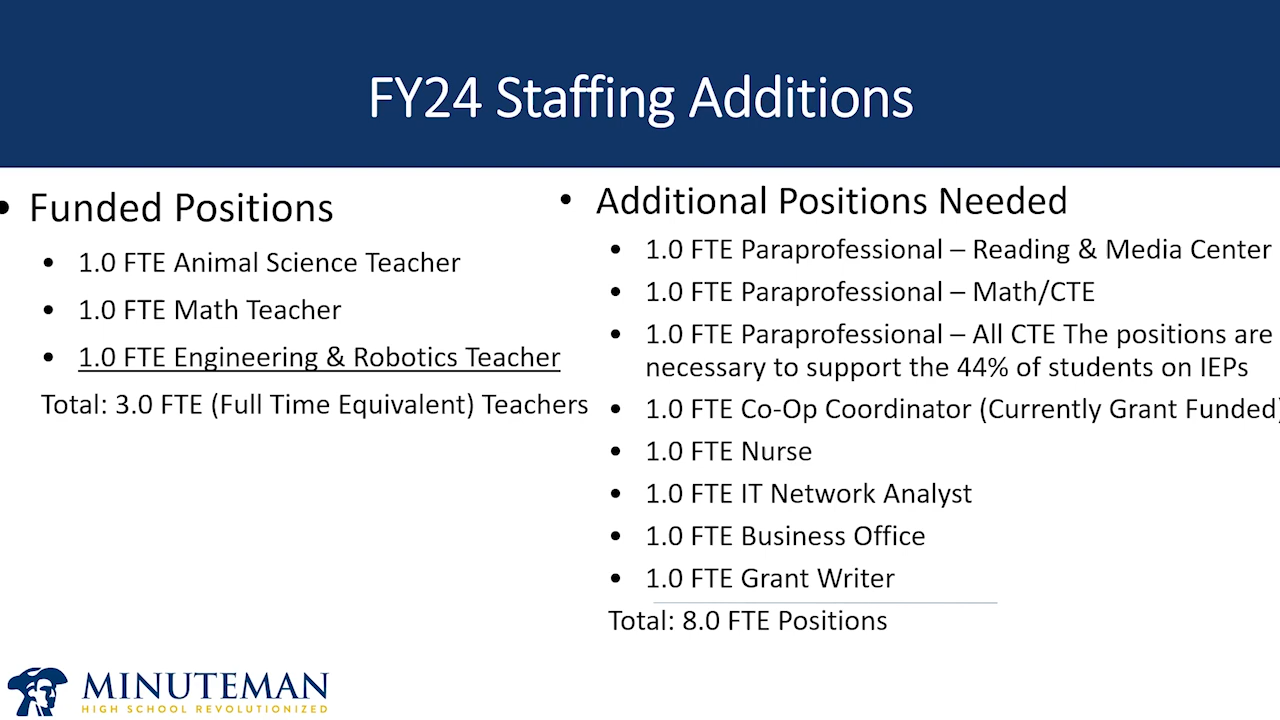 FY24 Staffing Additions
• Funded Positions
• 1.0 FTE Animal Science Teacher
• 1.0 FTE Math Teacher
• 1.0 FTE Engineering & Robotics Teacher
Total: 3.0 FTE (Full Time Equivalent) Teachers
• Additional Positions Needed
• 1.0 FTE Paraprofessional – Reading & Media Center
• 1.0 FTE Paraprofessional – Math/CTE
• 1.0 FTE Paraprofessional – All CTE The positions are
necessary to support the 44% of students on IEPs
• 1.0 FTE Co-Op Coordinator (Currently Grant Funded)
• 1.0 FTE Nurse
• 1.0 FTE IT Network Analyst
• 1.0 FTE Business Office
• 1.0 FTE Grant Writer
Total: 8.0 FTE Positions
MINUTEMAN
HIGH SCHOOL REVOLUTIONIZED